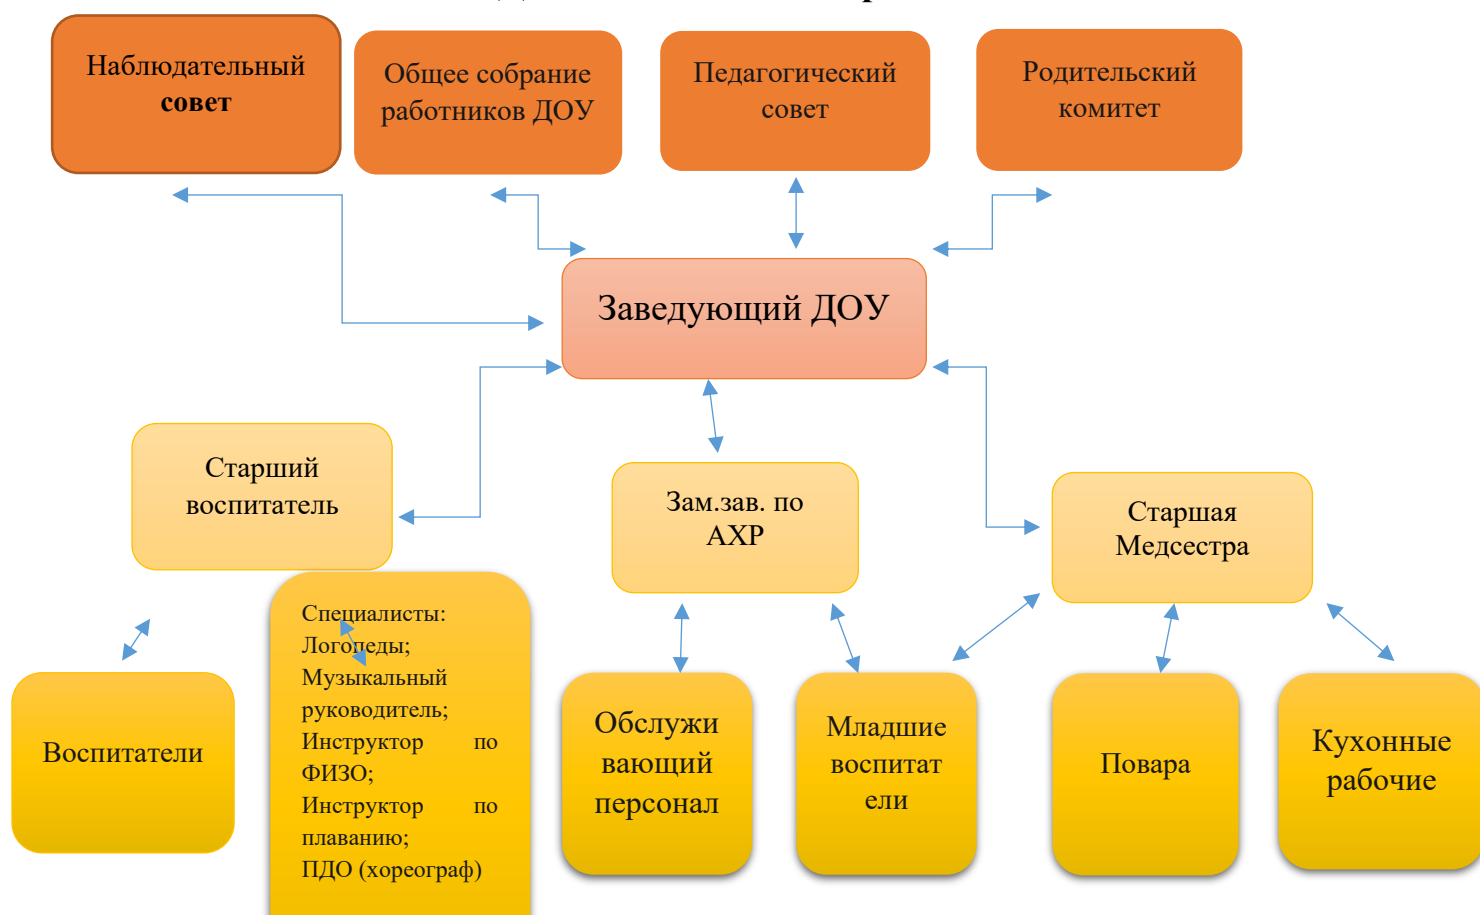 Наблюдательный
совет
Общее собрание
работников ДОУ
Педагогический
совет
Родительский
комитет
Заведующий ДОУ
Старший
воспитатель
Зам.зав. по
АХР
Старшая
Медсестра
Воспитатели
Специалисты:
Логопеды;
Музыкальный
руководитель;
Инструктор по
ФИЗО;
Инструктор по
плаванию;
ПДО (хореограф)
Обслужи
вающий
персонал
Младшие
воспитат
ели
Повара
Кухонные
рабочие